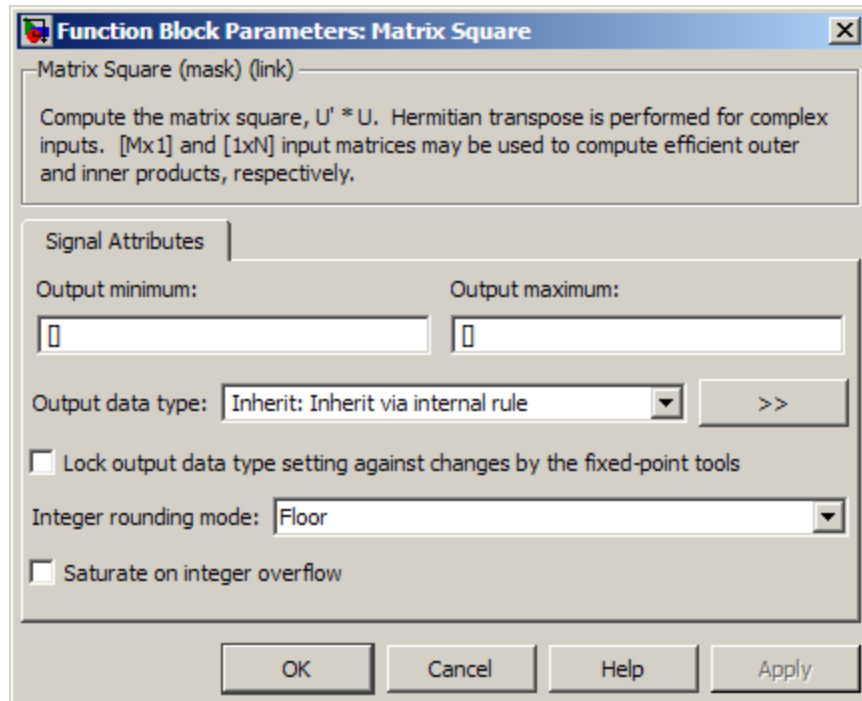 Function Block Parameters: Matrix Square
Matrix Square (mask) (link)
Compute the matrix square, U' * U.  Hermitian transpose is performed for complex
inputs.  [Mx1] and [1xN] input matrices may be used to compute efficient outer
and inner products, respectively.
Signal Attributes
Output minimum:
Output maximum:
[]
[]
Output data type: Inherit: Inherit via internal rule >>
Lock output data type setting against changes by the fixed-point tools
Integer rounding mode: Floor
Saturate on integer overflow
OK Cancel Help Apply